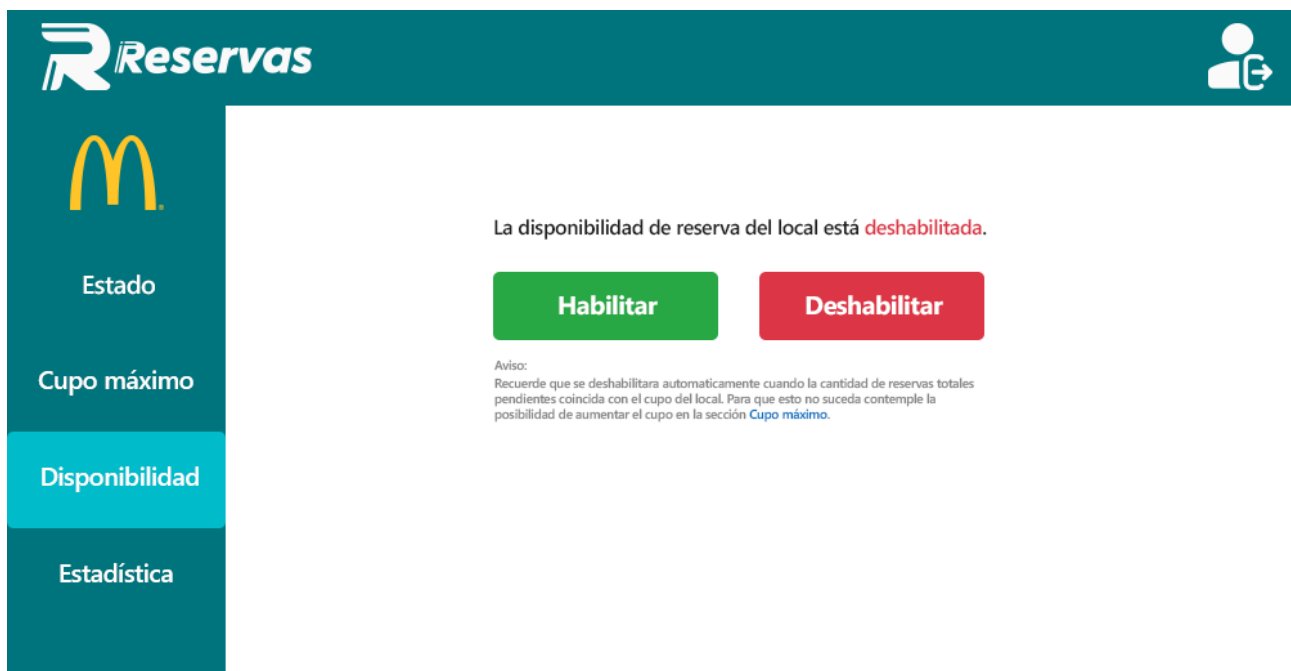 Reservas
Estado
Cupo máximo
Disponibilidad
Estadística
La disponibilidad de reserva del local está deshabilitada.
Habilitar
Deshabilitar
Aviso:
Recuerde que se deshabilitara automaticamente cuando la cantidad de reservas totales
pendientes coincida con el cupo del local. Para que esto no suceda contemple la
posibilidad de aumentar el cupo en la sección Cupo máximo.